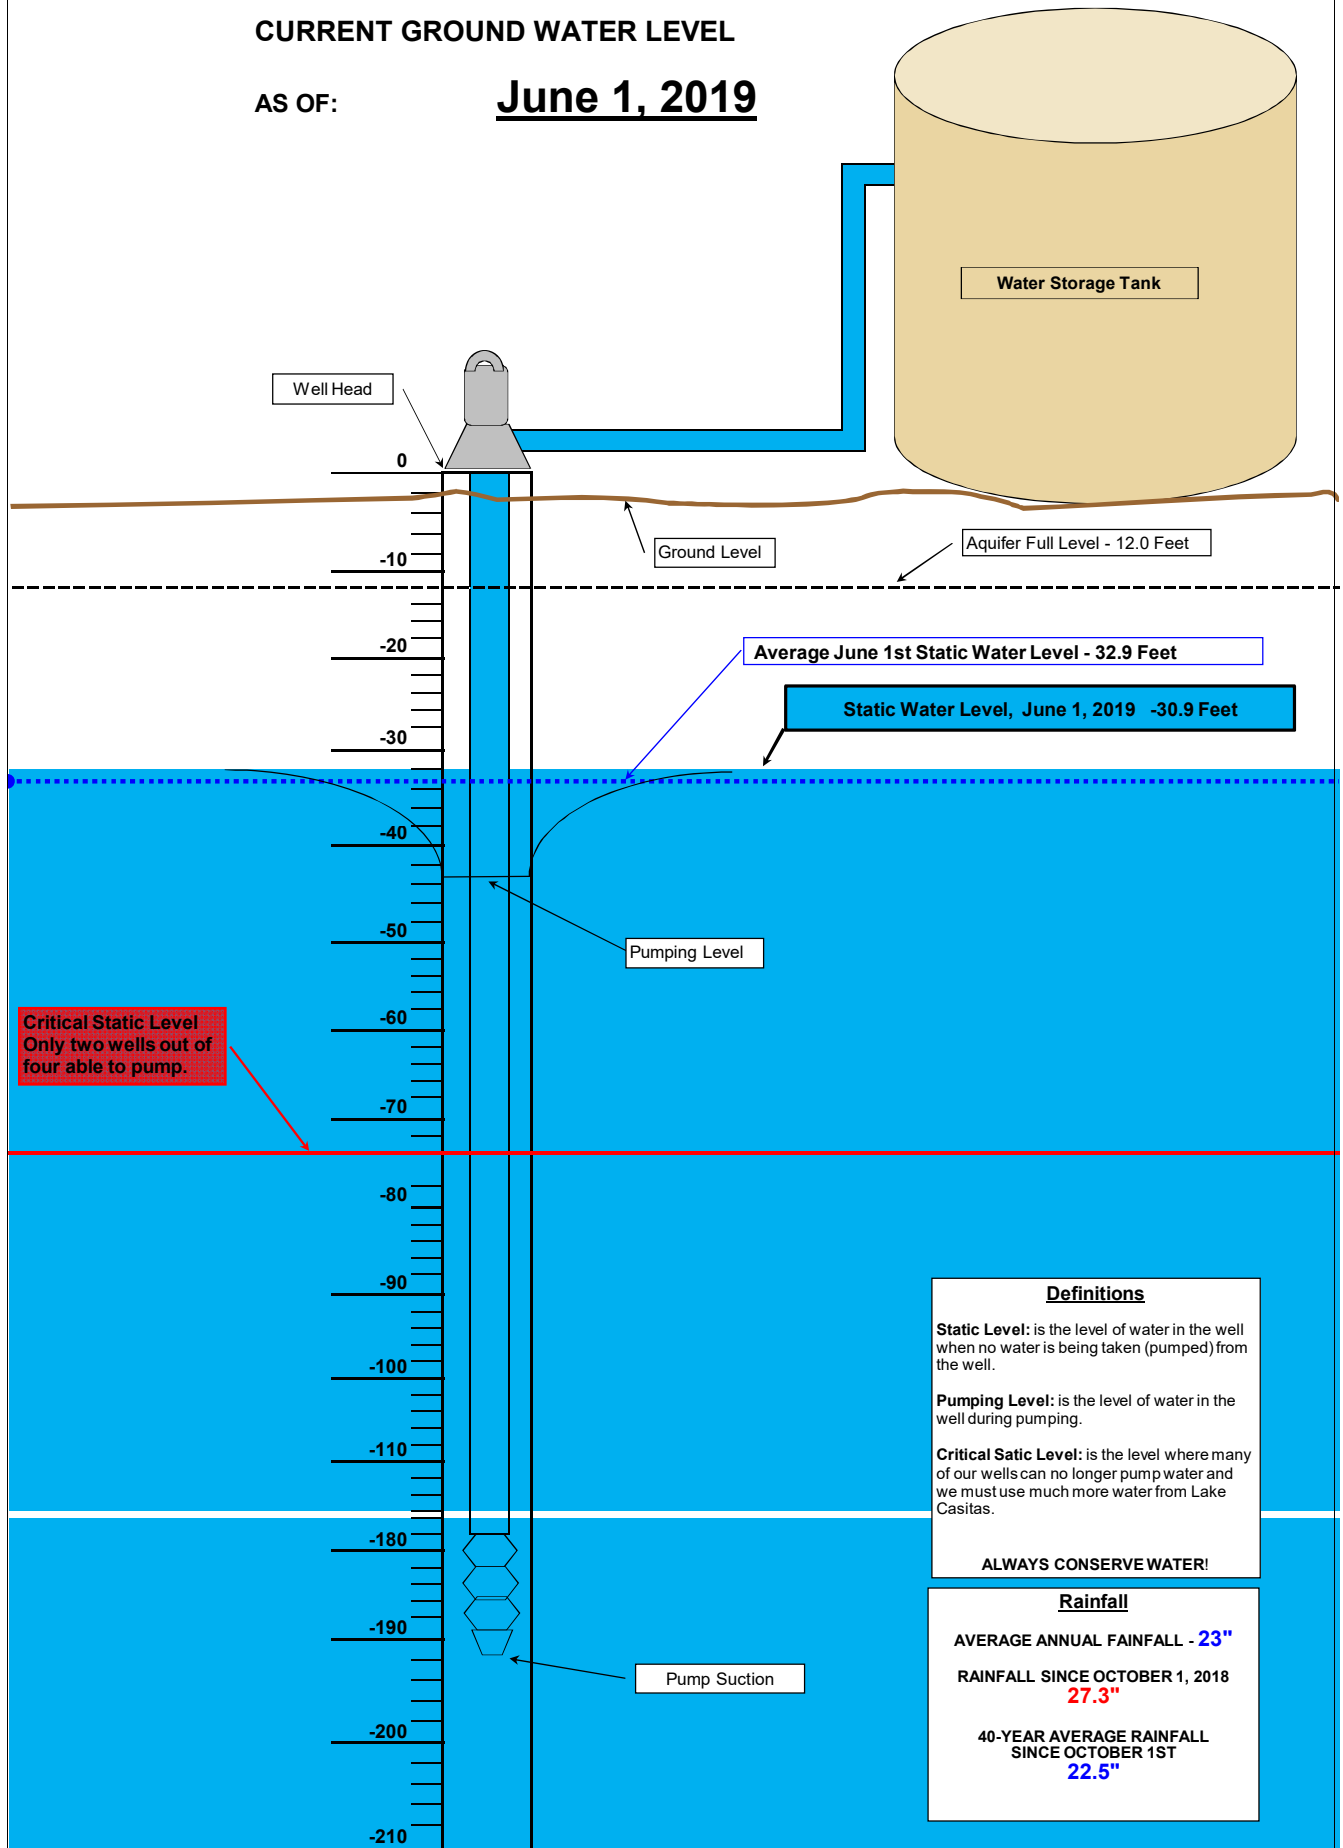 CURRENT GROUND WATER LEVEL
AS OF: June 1, 2019
Water Storage Tank
Well Head
0
Ground Level
Aquifer Full Level - 12.0 Feet
-10
-20
Average June 1st Static Water Level - 32.9 Feet
Static Water Level, June 1, 2019 -30.9 Feet
-30
-40
-50
Pumping Level
-60
Critical Static Level
Only two wells out of
four able to pump.
-70
-80
-90
-100
-110
-180
-190
-200
-210
Pump Suction
Definitions
Static Level: is the level of water in the well
when no water is being taken (pumped) from
the well.
Pumping Level: is the level of water in the
well during pumping.
Critical Satic Level: is the level where many
of our wells can no longer pump water and
we must use much more water from Lake
Casitas.
ALWAYS CONSERVE WATER!
Rainfall
AVERAGE ANNUAL FAINFALL - 23"
RAINFALL SINCE OCTOBER 1, 2018
27.3"
40-YEAR AVERAGE RAINFALL
SINCE OCTOBER 1ST
22.5"